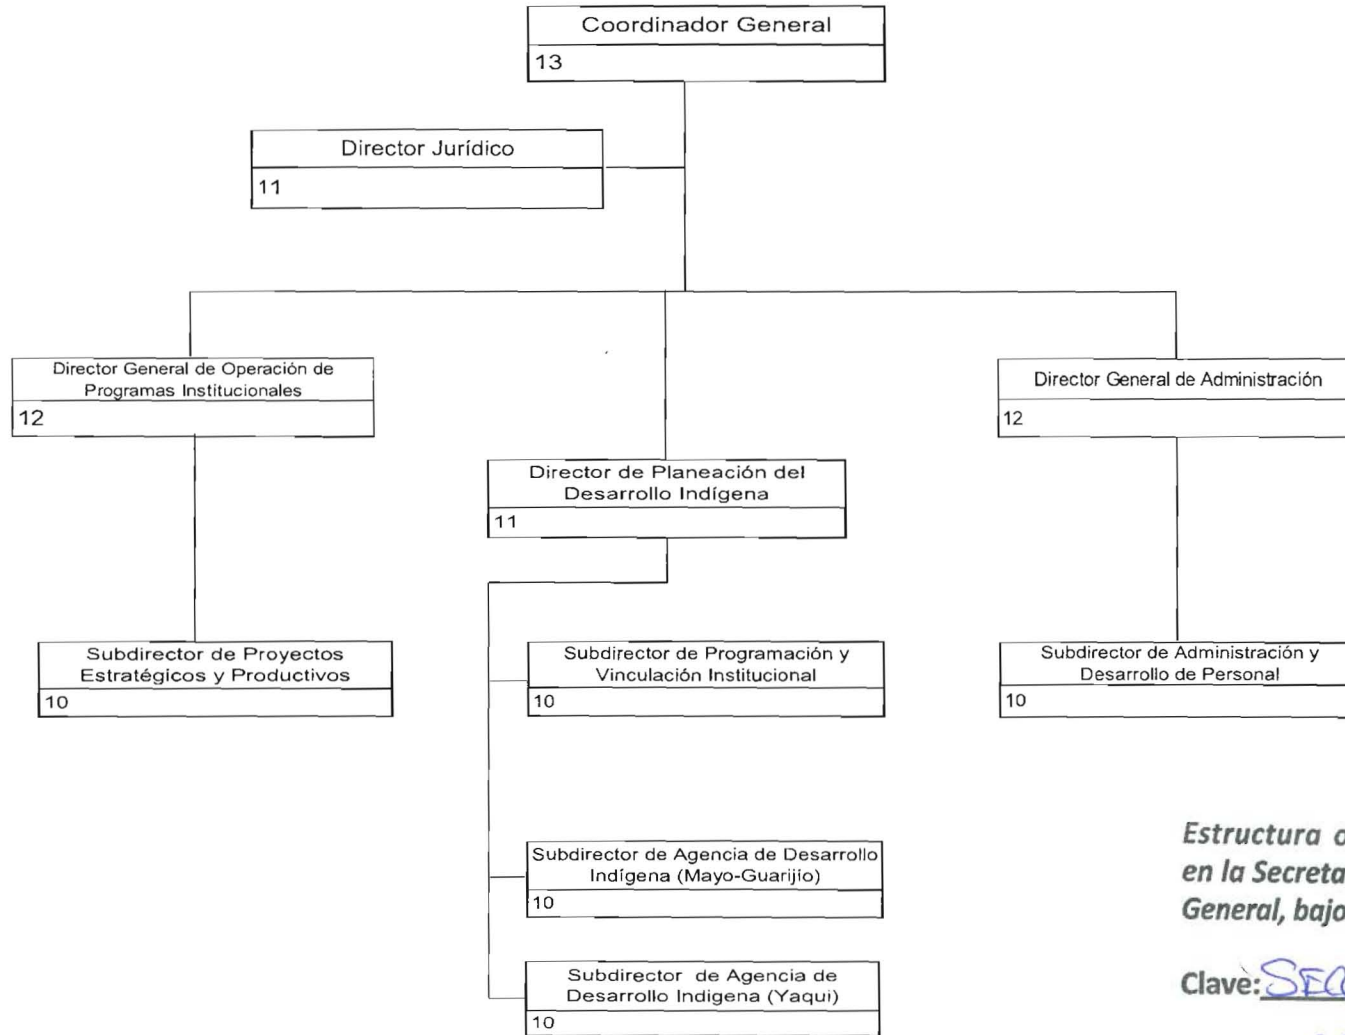 Coordinador General
13
Director Jurídico
11
Director General de Operación de
Programas Institucionales
12
Director General de Administración
12
Director de Planeación del
Desarrollo Indígena
11
Subdirector de Proyectos
Estratégicos y Productivos
10
Subdirector de Programación y
Vinculación Institucional
10
Subdirector de Administración y
Desarrollo de Personal
10
Subdirector de Agencia de Desarrollo
Indígena (Mayo-Guarijío)
10
Subdirector de Agencia de
Desarrollo Indigena (Yaqui)
10
Estructura
en la
General, bajo
Clave: